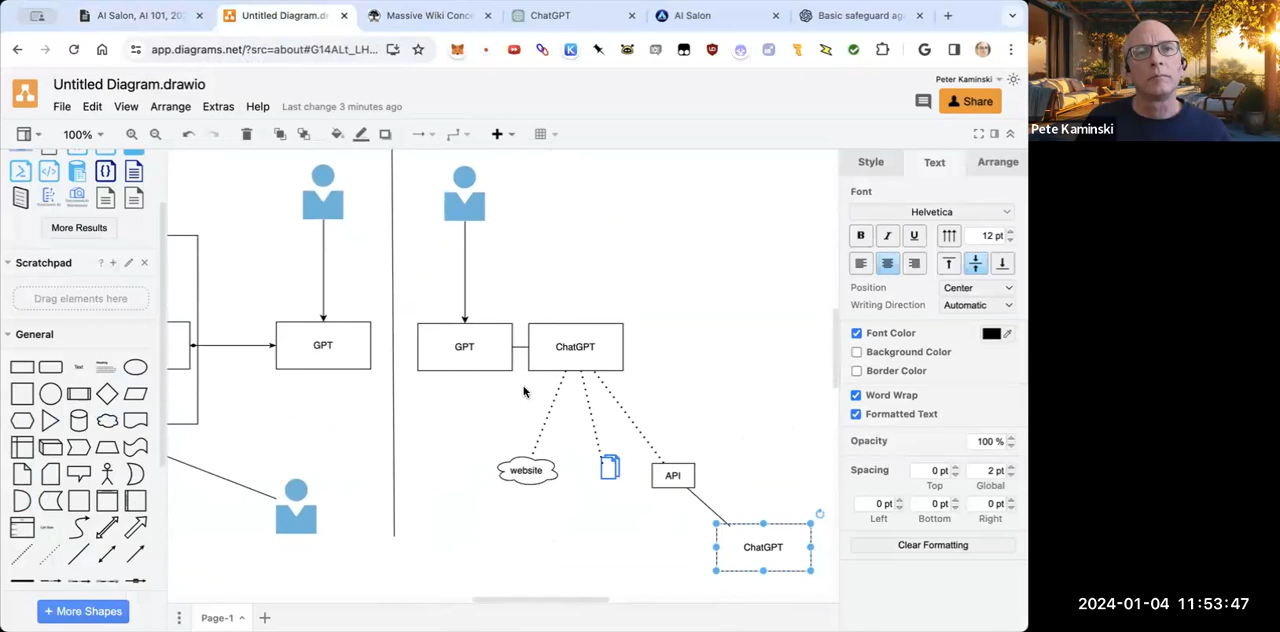 AI Salon, AI 101, 202
Untitled Diagram.dr
Massive Wiki Conc
ChatGPT
AI Salon
Basic safeguard ag
app.diagrams.net/?src=about#G14ALt_LH...
Untitled Diagram.drawio
Peter Kaminski
File Edit View Arrange Extras Help Last change 3 minutes ago
Share
100%
Style Text Arrange
More Results
Scratchpad
Drag elements here
General
Text
More Shapes
GPT
GPT
ChatGPT
website
API
ChatGPT
Font
Helvetica
B I U 12 pt
Position Center
Writing Direction Automatic
Font Color
Background Color
Border Color
Word Wrap
Formatted Text
Opacity 100 %
Spacing 0 pt 2 pt
Top Global
0 pt 0 pt 0 pt
Left Bottom Right
Clear Formatting
Page-1
Pete Kaminski
2024-01-04 11:53:47